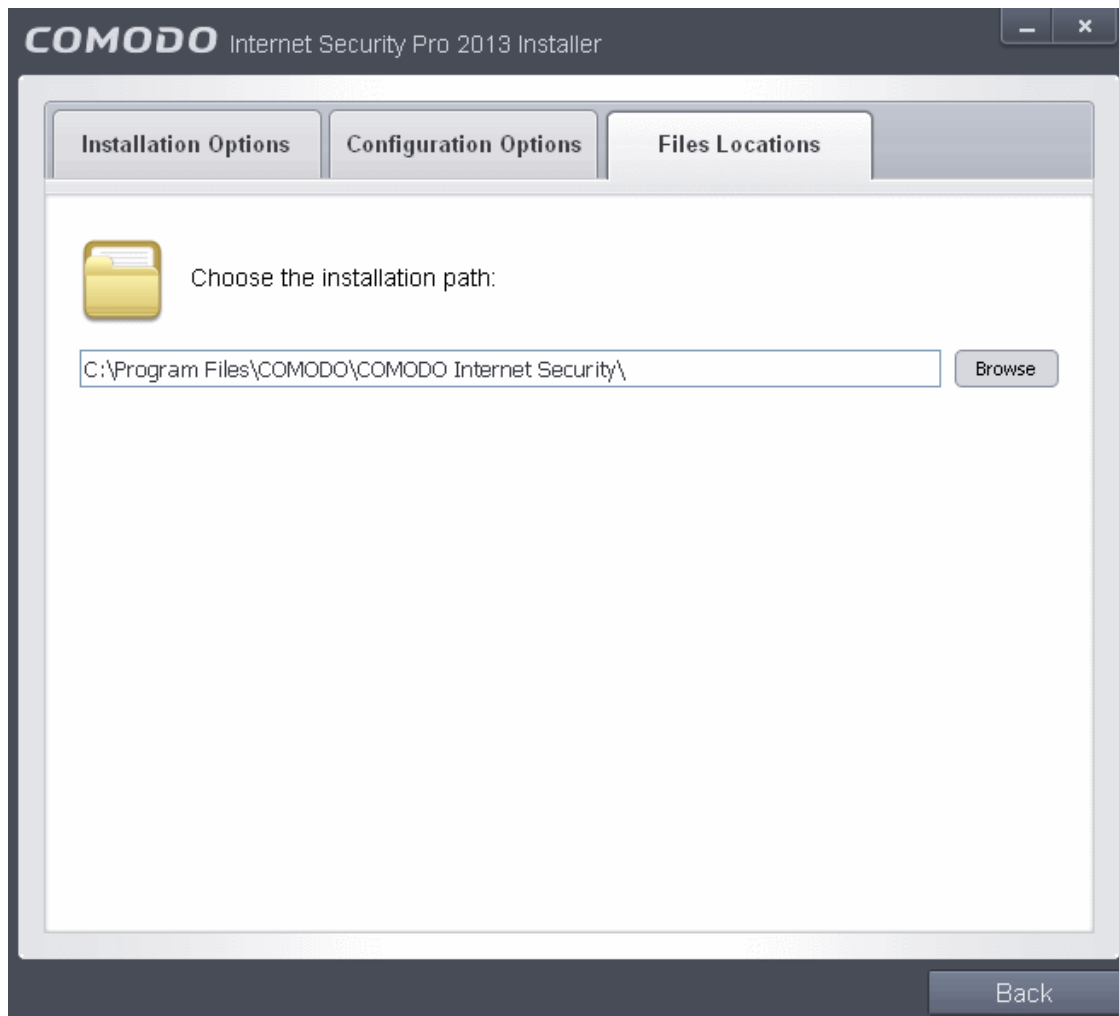 COMODO Internet Security Pro 2013 Installer
Installation Options
Configuration Options
Files Locations
Choose the installation path:
C:\Program Files\COMODO\COMODO Internet Security\
Browse
Back